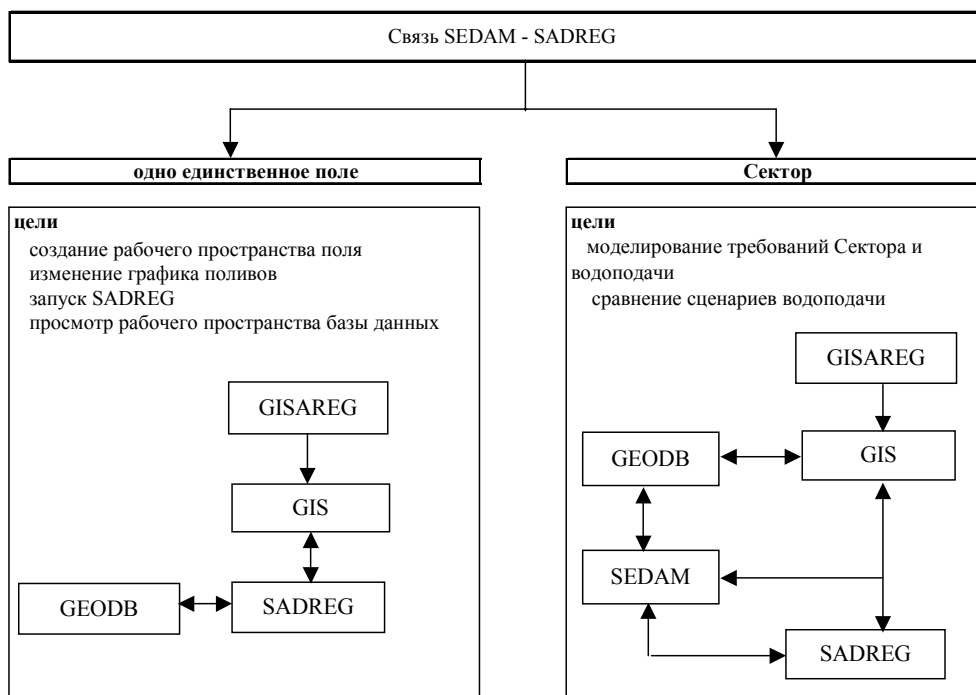 Связь SEDAM - SADREG
одно единственное поле
цели
создание рабочего пространства поля
изменение графика поливов
запуск SADREG
просмотр рабочего пространства базы данных
GISAREG
GIS
GEODB
SADREG
Сектор
цели
моделирование требований Сектора и
водоподачи
сравнение сценариев водоподачи
GISAREG
GEODB
GIS
SEDAM
SADREG